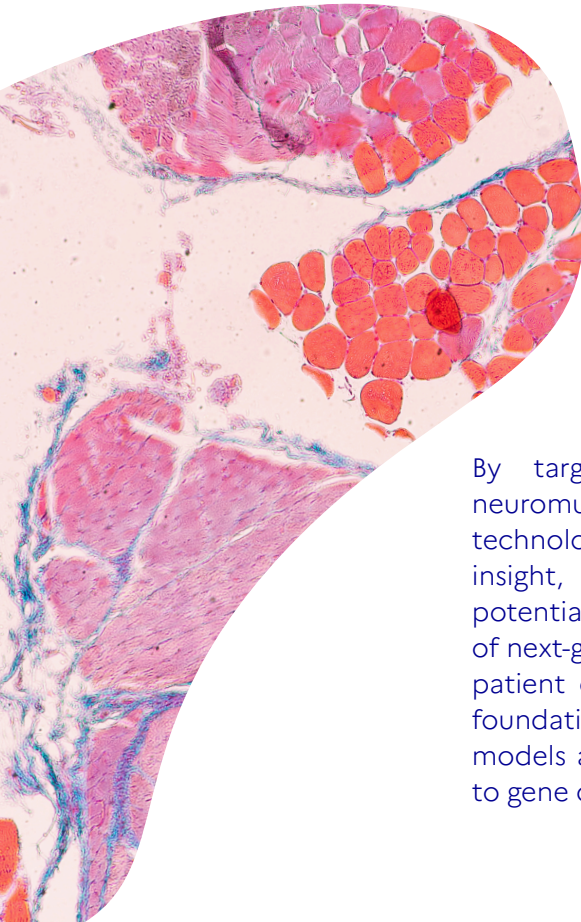 By targ
neuromu
technolo
insight,
potentia
of next-g
patient
foundati
models a
to gene